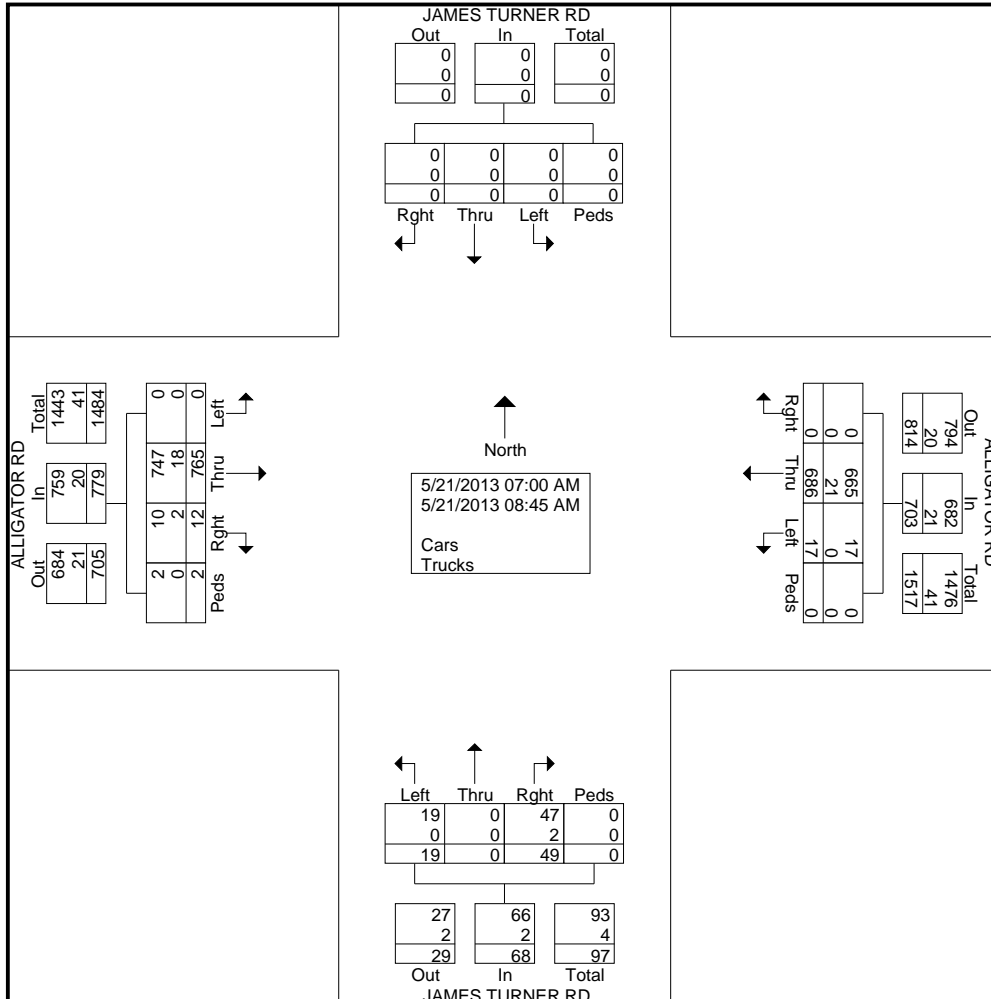 JAMES TURNER RD
Out In Total
0 0 0
0 0 0
0 0 0
0 0 0 0
0 0 0 0
0 0 0 0
Rght Thru Left Peds
ALLIGATOR RD
Total In Out
1443 759 684
41 20 21
1484 779 705
0 747 10 2
0 18 2 0
0 765 12 2
Left Thru Rght Peds
North
5/21/2013 07:00 AM
5/21/2013 08:45 AM
Cars
Trucks
Rght Thru Left Peds
0 665 17 0
0 21 0 0
0 686 17 0
Out In Total
794 682 1476
20 21 41
814 703 1517
ALLIGATOR RD
Left Thru Rght Peds
19 0 47 0
0 0 2 0
19 0 49 0
27 66 93
2 2 4
29 68 97
Out In Total
JAMES TURNER RD